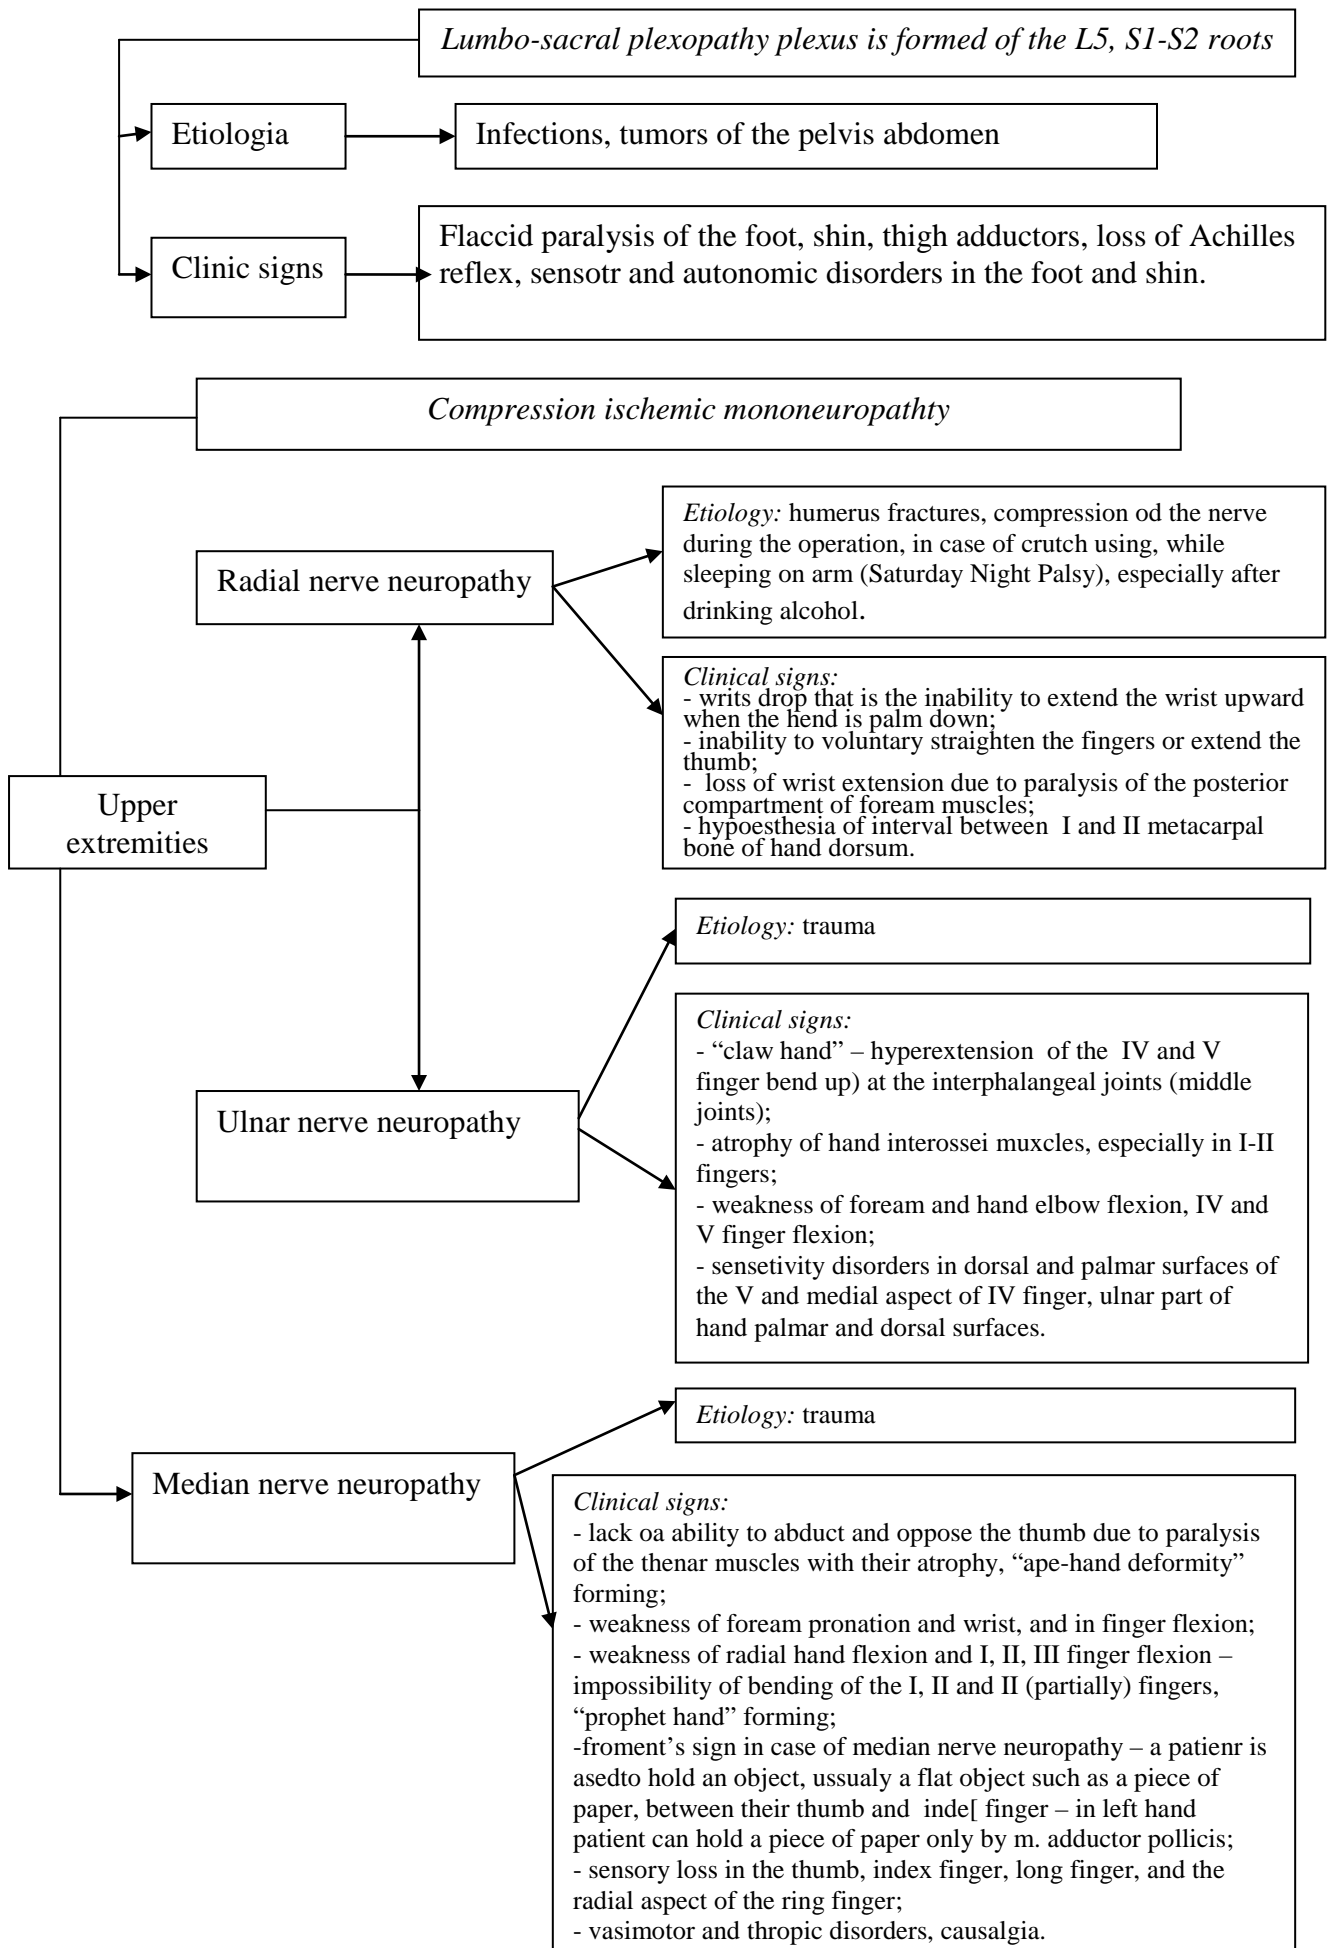 Lumbo-sacral plexopathy plexus is formed of the L5, S1-S2 roots
Etiologia
Infections, tumors of the pelvis abdomen
Clinic signs
Flaccid paralysis of the foot, shin, thigh adductors, loss of Achilles
reflex, sensotr and autonomic disorders in the foot and shin.
Compression ischemic mononeuropathty
Upper
extremities
Radial nerve neuropathy
Etiology: humerus fractures, compression od the nerve
during the operation, in case of crutch using, while
sleeping on arm (Saturday Night Palsy), especially after
drinking alcohol.
Clinical signs:
- writs drop that is the inability to extend the wrist upward
when the hend is palm down;
- inability to voluntary straighten the fingers or extend the
thumb;
- loss of wrist extension due to paralysis of the posterior
compartment of foream muscles;
- hypoesthesia of interval between I and II metacarpal
bone of hand dorsum.
Ulnar nerve neuropathy
Etiology: trauma
Clinical signs:
- “claw hand” – hyperextension of the IV and V
finger bend up) at the interphalangeal joints (middle
joints);
- atrophy of hand interossei muxcles, especially in I-II
fingers;
- weakness of foream and hand elbow flexion, IV and
V finger flexion;
- sensetivity disorders in dorsal and palmar surfaces of
the V and medial aspect of IV finger, ulnar part of
hand palmar and dorsal surfaces.
Median nerve neuropathy
Etiology: trauma
Clinical signs:
- lack oa ability to abduct and oppose the thumb due to paralysis
of the thenar muscles with their atrophy, “ape-hand deformity”
forming;
- weakness of foream pronation and wrist, and in finger flexion;
- weakness of radial hand flexion and I, II, III finger flexion –
impossibility of bending of the I, II and II (partially) fingers,
“prophet hand” forming;
-froment’s sign in case of median nerve neuropathy – a patienr is
asedto hold an object, ussualy a flat object such as a piece of
paper, between their thumb and inde[ finger – in left hand
patient can hold a piece of paper only by m. adductor pollicis;
- sensory loss in the thumb, index finger, long finger, and the
radial aspect of the ring finger;
- vasimotor and thropic disorders, causalgia.